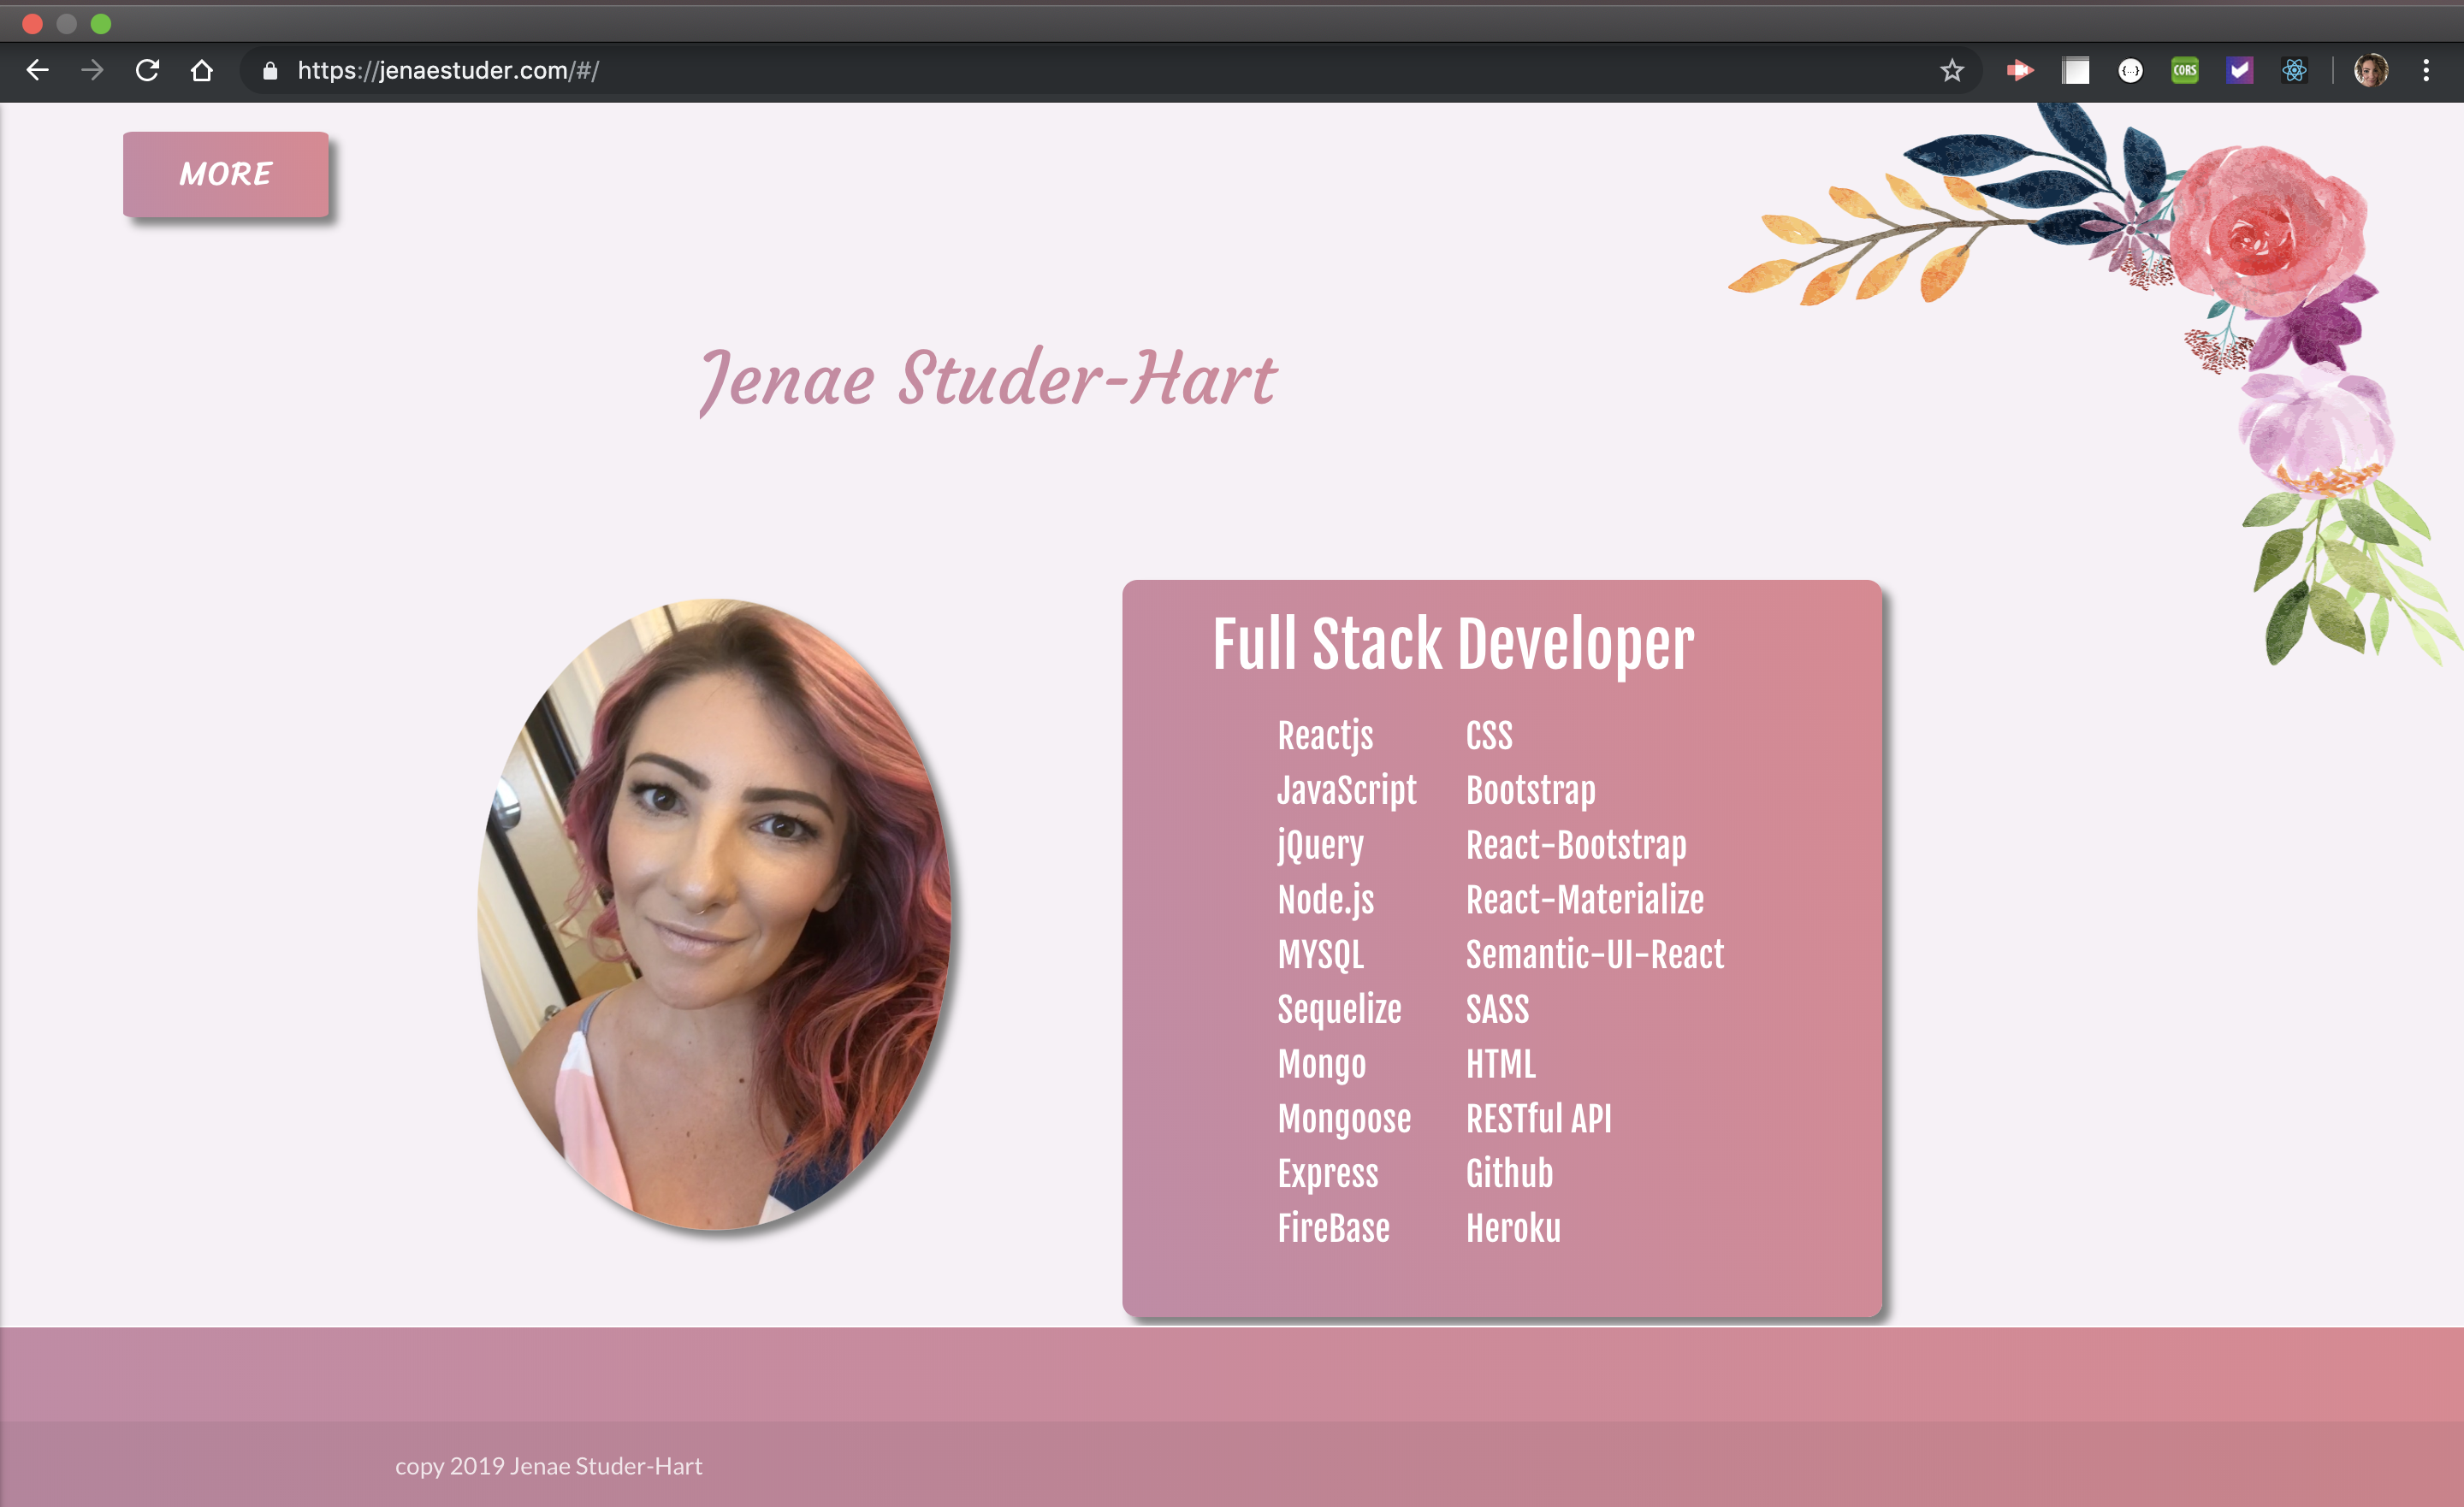 https://jenaestuder.com/#/
CORS
MORE
Jenae Studer-Hart
Full Stack Developer
Reactjs CSS
JavaScript Bootstrap
jQuery React-Bootstrap
Node.js React-Materialize
MYSQL Semantic-UI-React
Sequelize SASS
Mongo HTML
Mongoose RESTful API
Express Github
FireBase Heroku
copy 2019 Jenae Studer-Hart